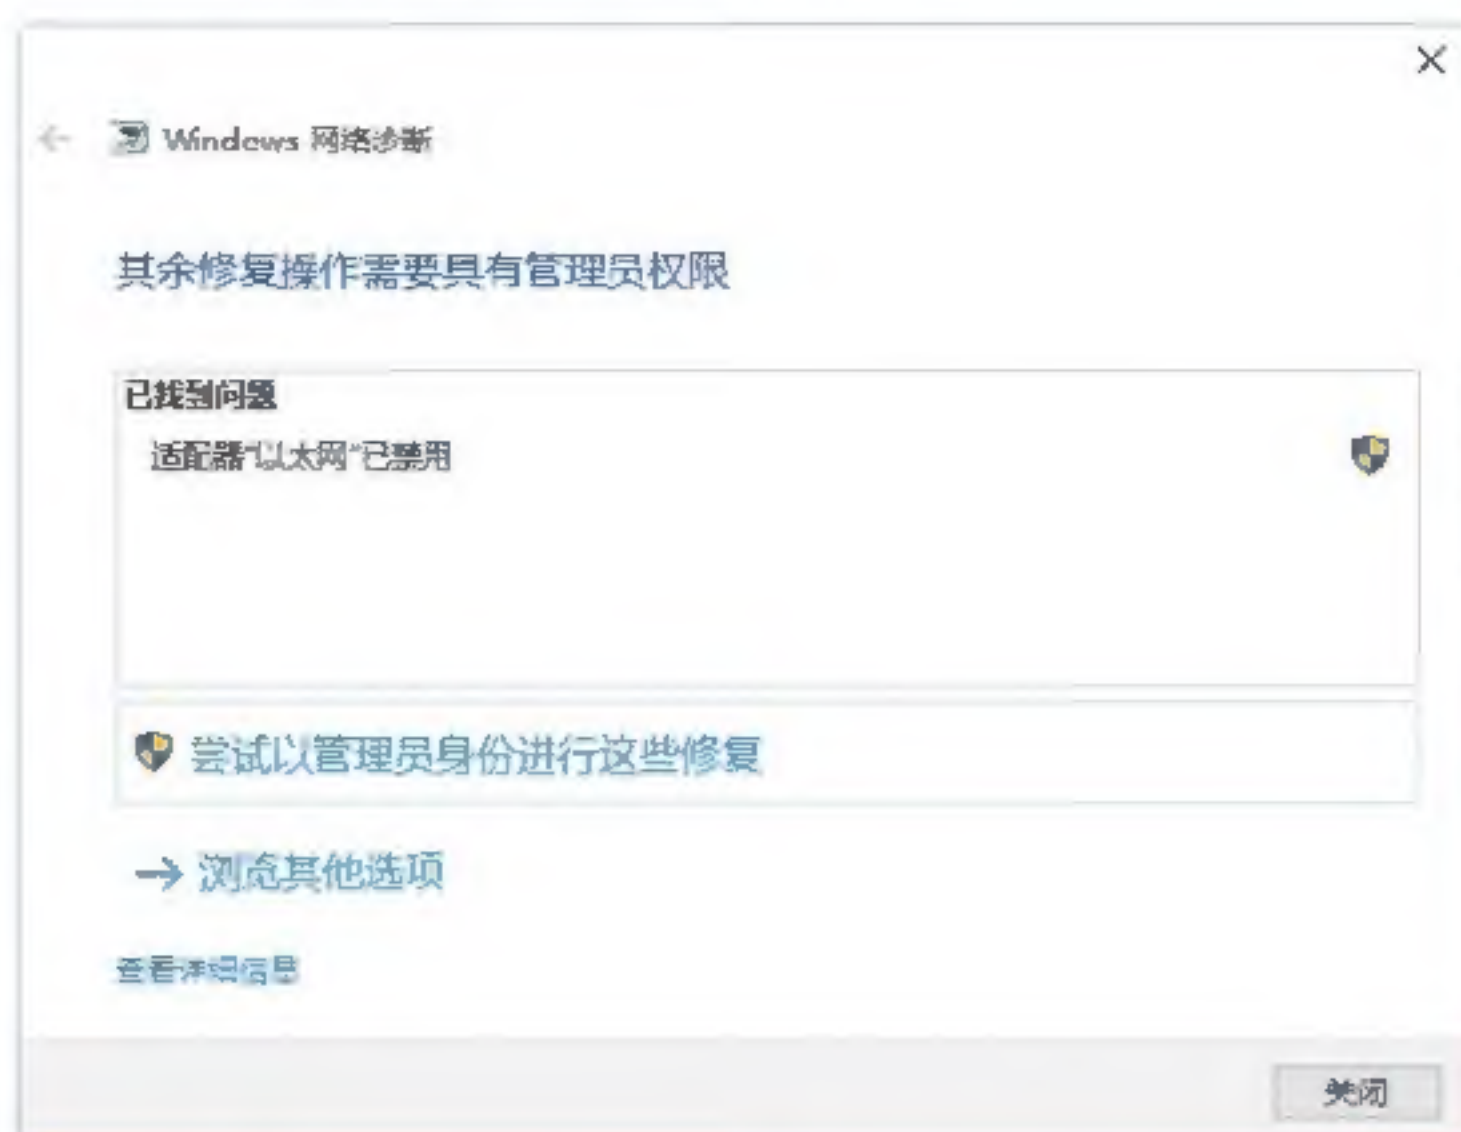 Windows 网络诊断
其余修复操作需要具有管理员权限
已找到问题
适配器"以太网"已禁用
尝试以管理员身份进行这些修复
浏览其他选项
查看详细信息
关闭